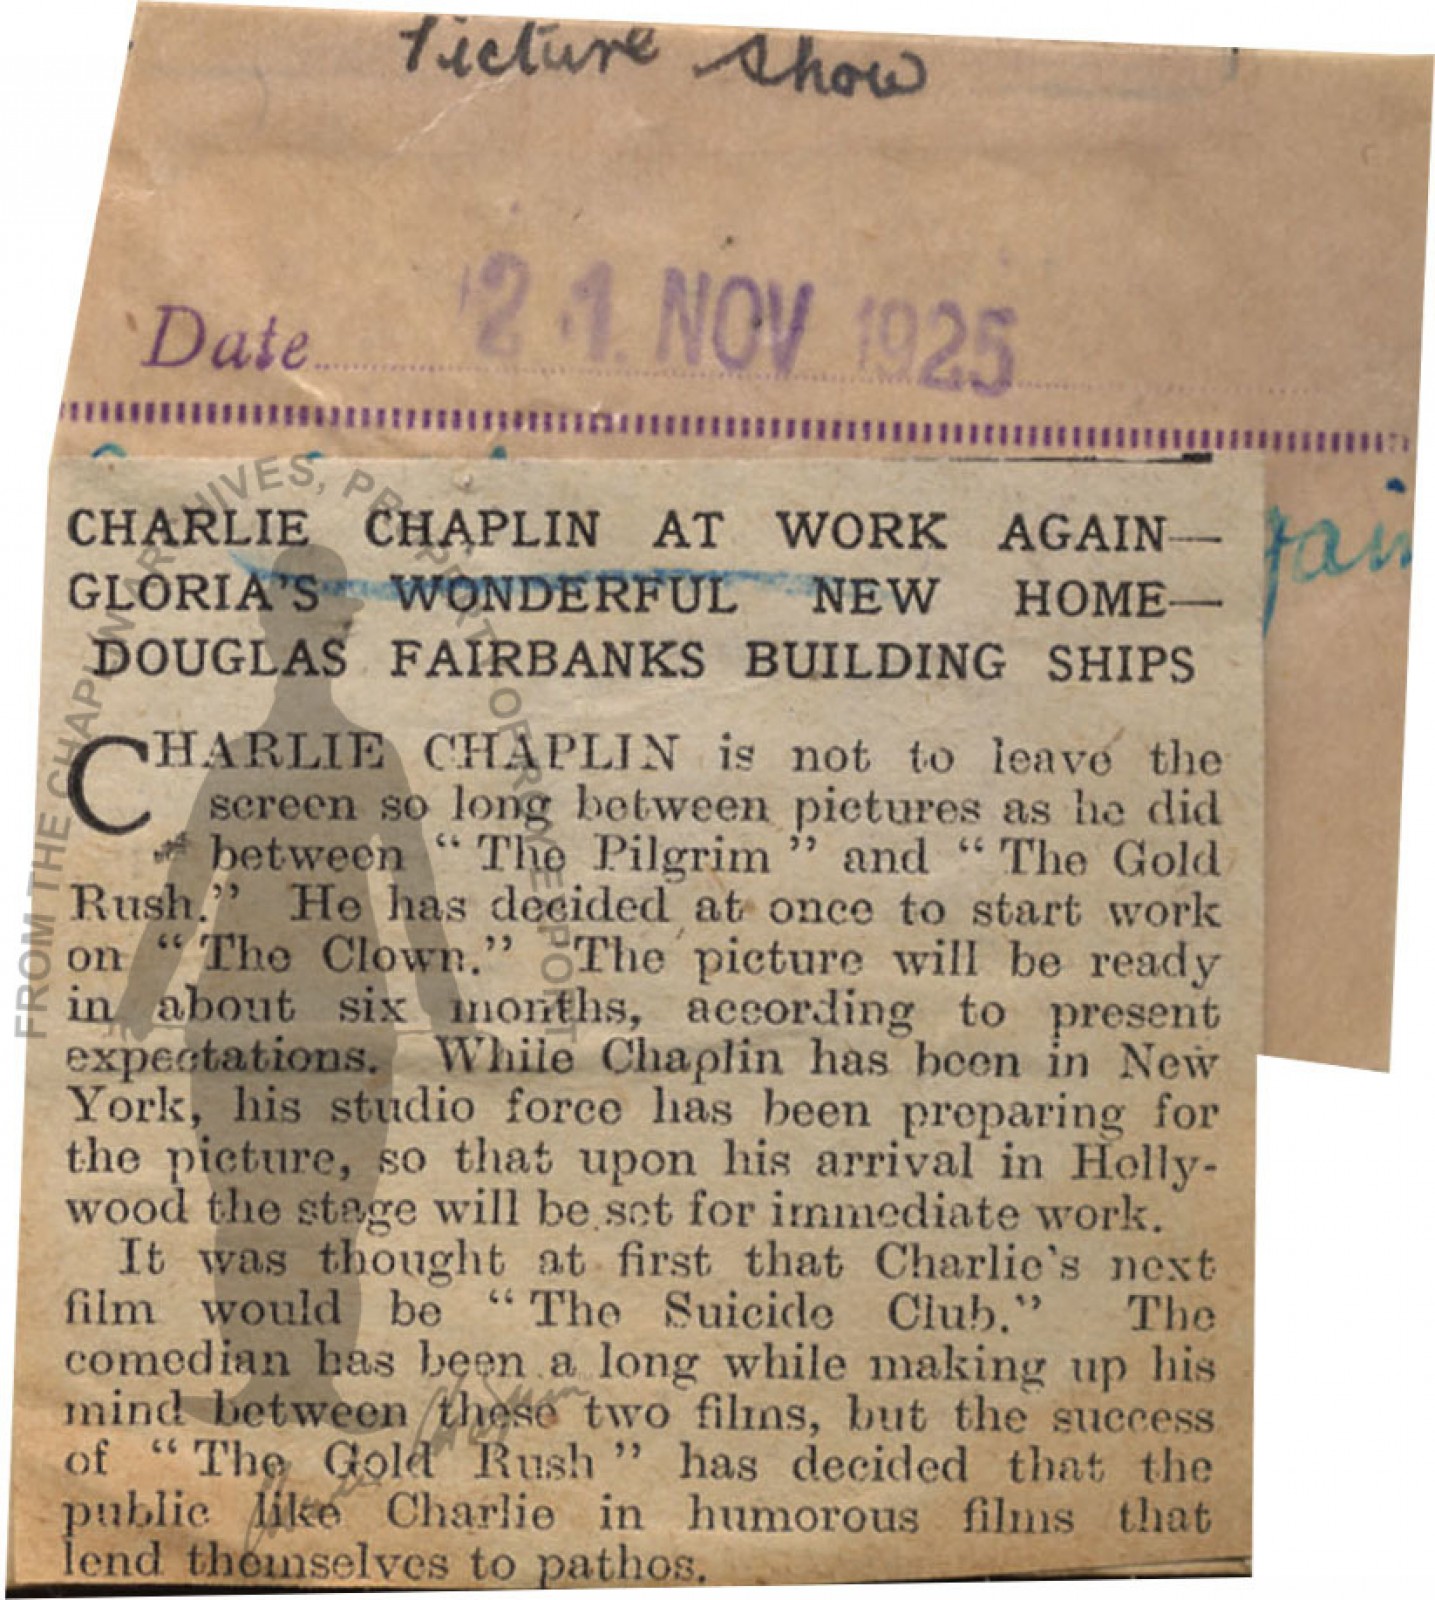 Picture Show
Date 21 NOV 1925
CHARLIE CHAPLIN AT WORK AGAIN—
GLORIA'S WONDERFUL NEW HOME—
DOUGLAS FAIRBANKS BUILDING SHIPS
CHARLIE CHAPLIN is not to leave the
screen so long between pictures as he did
between "The Pilgrim" and "The Gold
Rush." He has decided at once to start work
on "The Clown." The picture will be ready
in about six months, according to present
expectations. While Chaplin has been in New
York, his studio force has been preparing for
the picture, so that upon his arrival in Holly-
wood the stage will be set for immediate work.
It was thought at first that Charlie's next
film would be "The Suicide Club." The
comedian has been a long while making up his
mind between these two films, but the success
of "The Gold Rush" has decided that the
public like Charlie in humorous films that
lend themselves to pathos.
FROM THE CHAPLIN ARCHIVES, PROPERTY OF ROY EXPORT